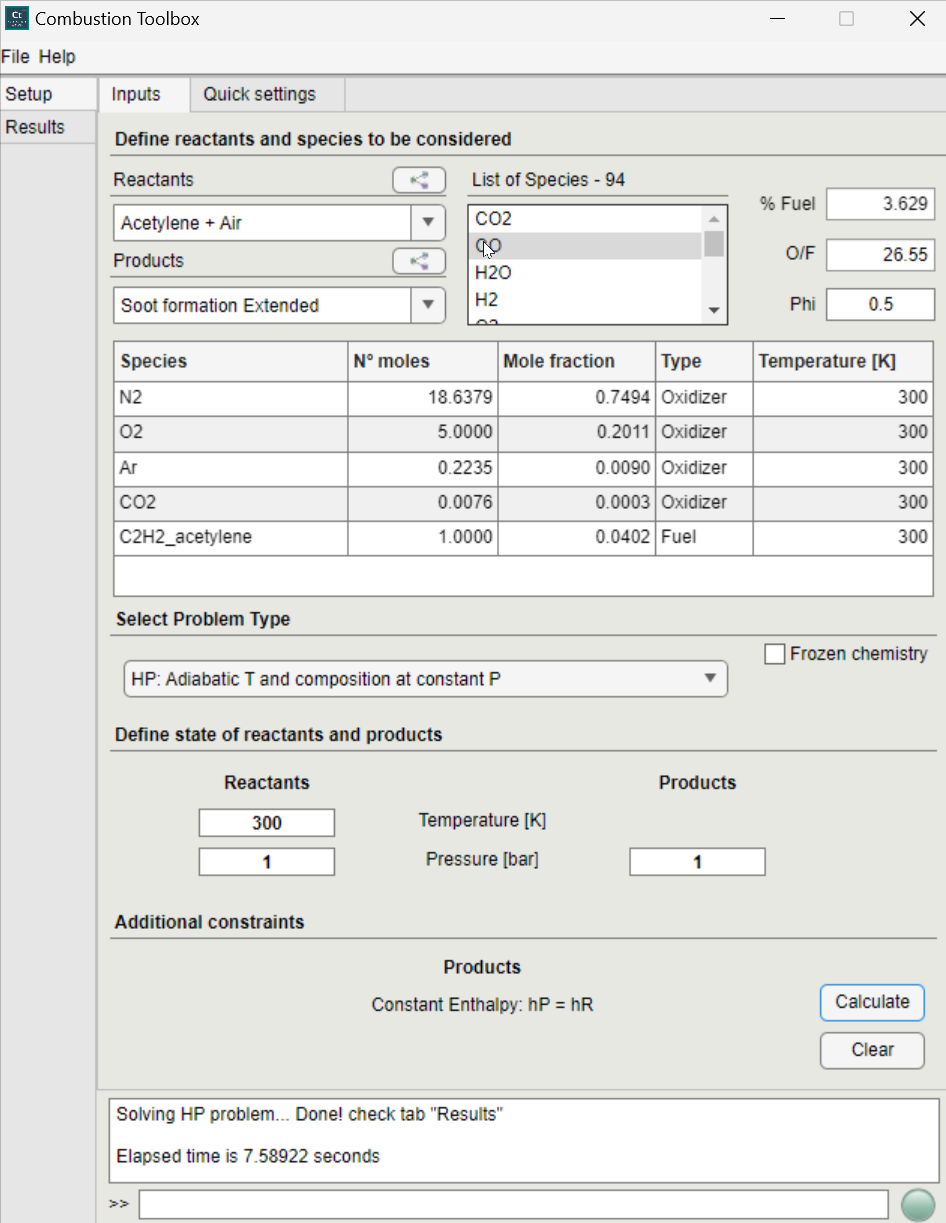 Ct Combustion Toolbox
File Help
Setup
Results
Inputs Quick settings
Define reactants and species to be considered
Reactants
Acetylene + Air
Products
Soot formation Extended
List of Species - 94
CO2
CO
H2O
H2
O2
% Fuel 3.629
O/F 26.55
Phi 0.5
Species N° moles Mole fraction Type Temperature [K]
N2 18.6379 0.7494 Oxidizer 300
O2 5.0000 0.2011 Oxidizer 300
Ar 0.2235 0.0090 Oxidizer 300
CO2 0.0076 0.0003 Oxidizer 300
C2H2_acetylene 1.0000 0.0402 Fuel 300
Select Problem Type
Frozen chemistry
HP: Adiabatic T and composition at constant P
Define state of reactants and products
Reactants Products
300 Temperature [K]
1 Pressure [bar] 1
Additional constraints
Products
Constant Enthalpy: hP = hR
Calculate
Clear
Solving HP problem... Done! check tab "Results"
Elapsed time is 7.58922 seconds
>>